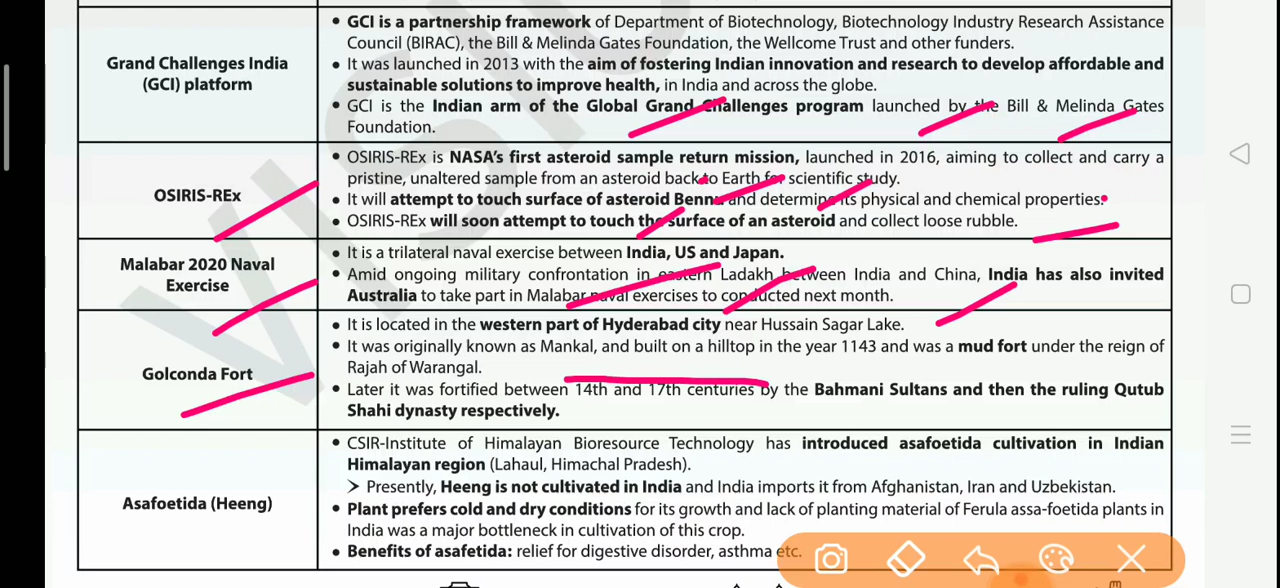 GCI is a partnership framework of Department of Biotechnology, Biotechnology Industry Research Assistance
Council (BIRAC), the Bill & Melinda Gates Foundation, the Wellcome Trust and other funders.
Grand Challenges India
(GCI) platform
It was launched in 2013 with the aim of fostering Indian innovation and research to develop affordable and
sustainable solutions to improve health, in India and across the globe.
GCI is the Indian arm of the Global Grand Challenges program launched by the Bill & Melinda Gates
Foundation.
OSIRIS-REx
OSIRIS-REx is NASA's first asteroid sample return mission, launched in 2016, aiming to collect and carry a
pristine, unaltered sample from an asteroid back to Earth for scientific study.
It will attempt to touch surface of asteroid Bennu and determine its physical and chemical properties.
OSIRIS-REx will soon attempt to touch the surface of an asteroid and collect loose rubble.
Malabar 2020 Naval
Exercise
It is a trilateral naval exercise between India, US and Japan.
Amid ongoing military confrontation in eastern Ladakh between India and China, India has also invited
Australia to take part in Malabar naval exercises to conducted next month.
Golconda Fort
It is located in the western part of Hyderabad city near Hussain Sagar Lake.
It was originally known as Mankal, and built on a hilltop in the year 1143 and was a mud fort under the reign of
Rajah of Warangal.
Later it was fortified between 14th and 17th centuries by the Bahmani Sultans and then the ruling Qutub
Shahi dynasty respectively.
Asafoetida (Heeng)
CSIR-Institute of Himalayan Bioresource Technology has introduced asafoetida cultivation in Indian
Himalayan region (Lahaul, Himachal Pradesh).
Presently, Heeng is not cultivated in India and India imports it from Afghanistan, Iran and Uzbekistan.
Plant prefers cold and dry conditions for its growth and lack of planting material of Ferula assa-foetida plants in
India was a major bottleneck in cultivation of this crop.
Benefits of asafetida: relief for digestive disorder, asthma etc.